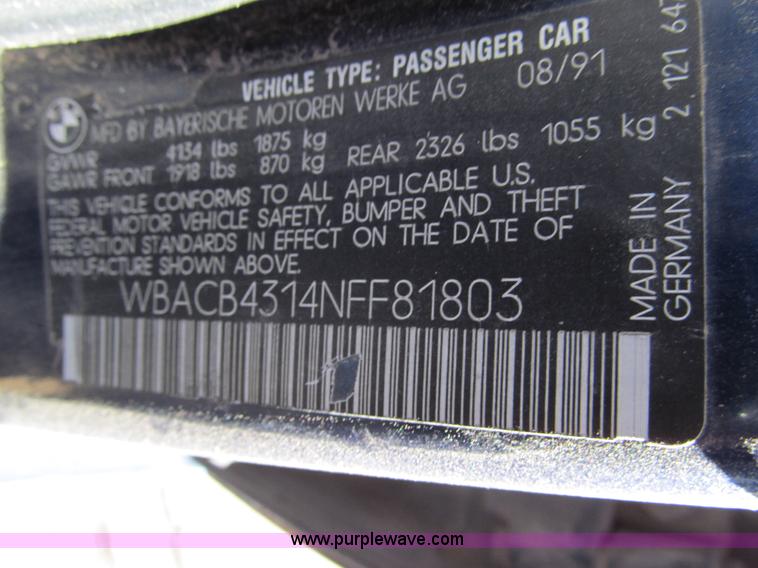 VEHICLE TYPE: PASSENGER CAR
MFD BY BAYERISCHE MOTOREN WERKE AG 08/91
GVWR 4134 lbs 1875 kg
GAWR FRONT 1918 lbs 870 kg REAR 2326 lbs 1055 kg
THIS VEHICLE CONFORMS TO ALL APPLICABLE U.S.
FEDERAL MOTOR VEHICLE SAFETY, BUMPER AND THEFT
PREVENTION STANDARDS IN EFFECT ON THE DATE OF
MANUFACTURE SHOWN ABOVE.
WBACB4314NFF81803
MADE IN
GERMANY 2 121
BMW
www.purplewave.com